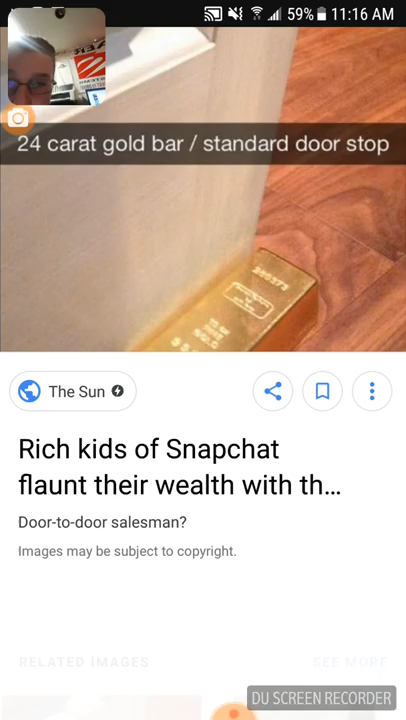 59% 11:16 AM
24 carat gold bar / standard door stop
The Sun
Rich kids of Snapchat
flaunt their wealth with th...
Door-to-door salesman?
Images may be subject to copyright.
RELATED IMAGES
SEE MORE
DU SCREEN RECORDER